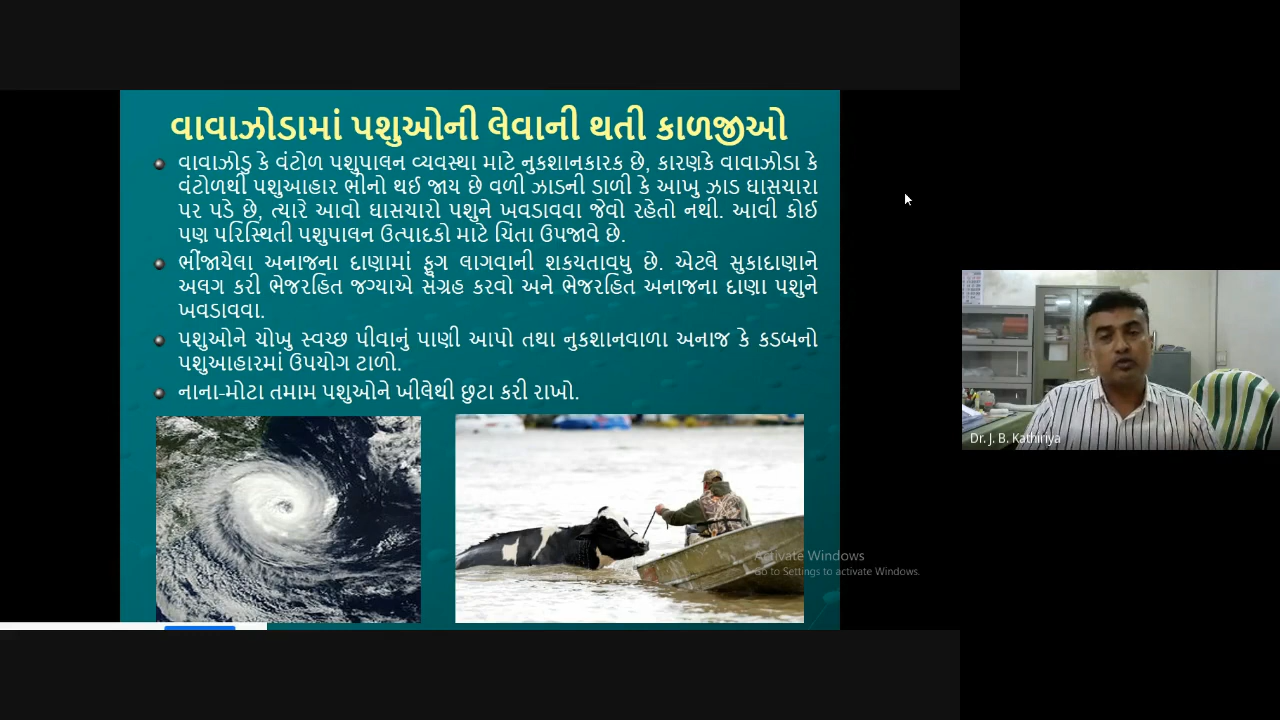 વાવાઝોડામાં પશુઓની લેવાની થતી કાળજીઓ
વાવાઝોડુ કે વંટોળ પશુપાલન વ્યવસ્થા માટે નુકશાનકારક છે, કારણકે વાવાઝોડા કે
વંટોળથી પશુઆહાર ભીનો થઈ જાય છે વળી ઝાડની ડાળી કે આખુ ઝાડ ઘાસચારા
પર પડે છે, ત્યારે આવો ઘાસચારો પશુને ખવડાવવા જેવો રહેતો નથી. આવી કોઈ
પણ પરિસ્થિતી પશુપાલન ઉત્પાદકો માટે ચિંતા ઉપજાવે છે.
ભીંજાયેલા અનાજના દાણામાં ફૂગ લાગવાની શકયતાવધુ છે. એટલે સુકાદાણાને
અલગ કરી ભેજરહિત જગ્યાએ સંગ્રહ કરવો અને ભેજરહિત અનાજના દાણા પશુને
ખવડાવવા.
પશુઓને ચોખુ સ્વચ્છ પીવાનું પાણી આપો તથા નુકશાનવાળા અનાજ કે કડબનો
પશુઆહારમાં ઉપયોગ ટાળો.
નાના-મોટા તમામ પશુઓને ખીલેથી છુટા કરી રાખો.
Activate Windows
Go to Settings to activate Windows.
Dr. J. B. Kathiriya